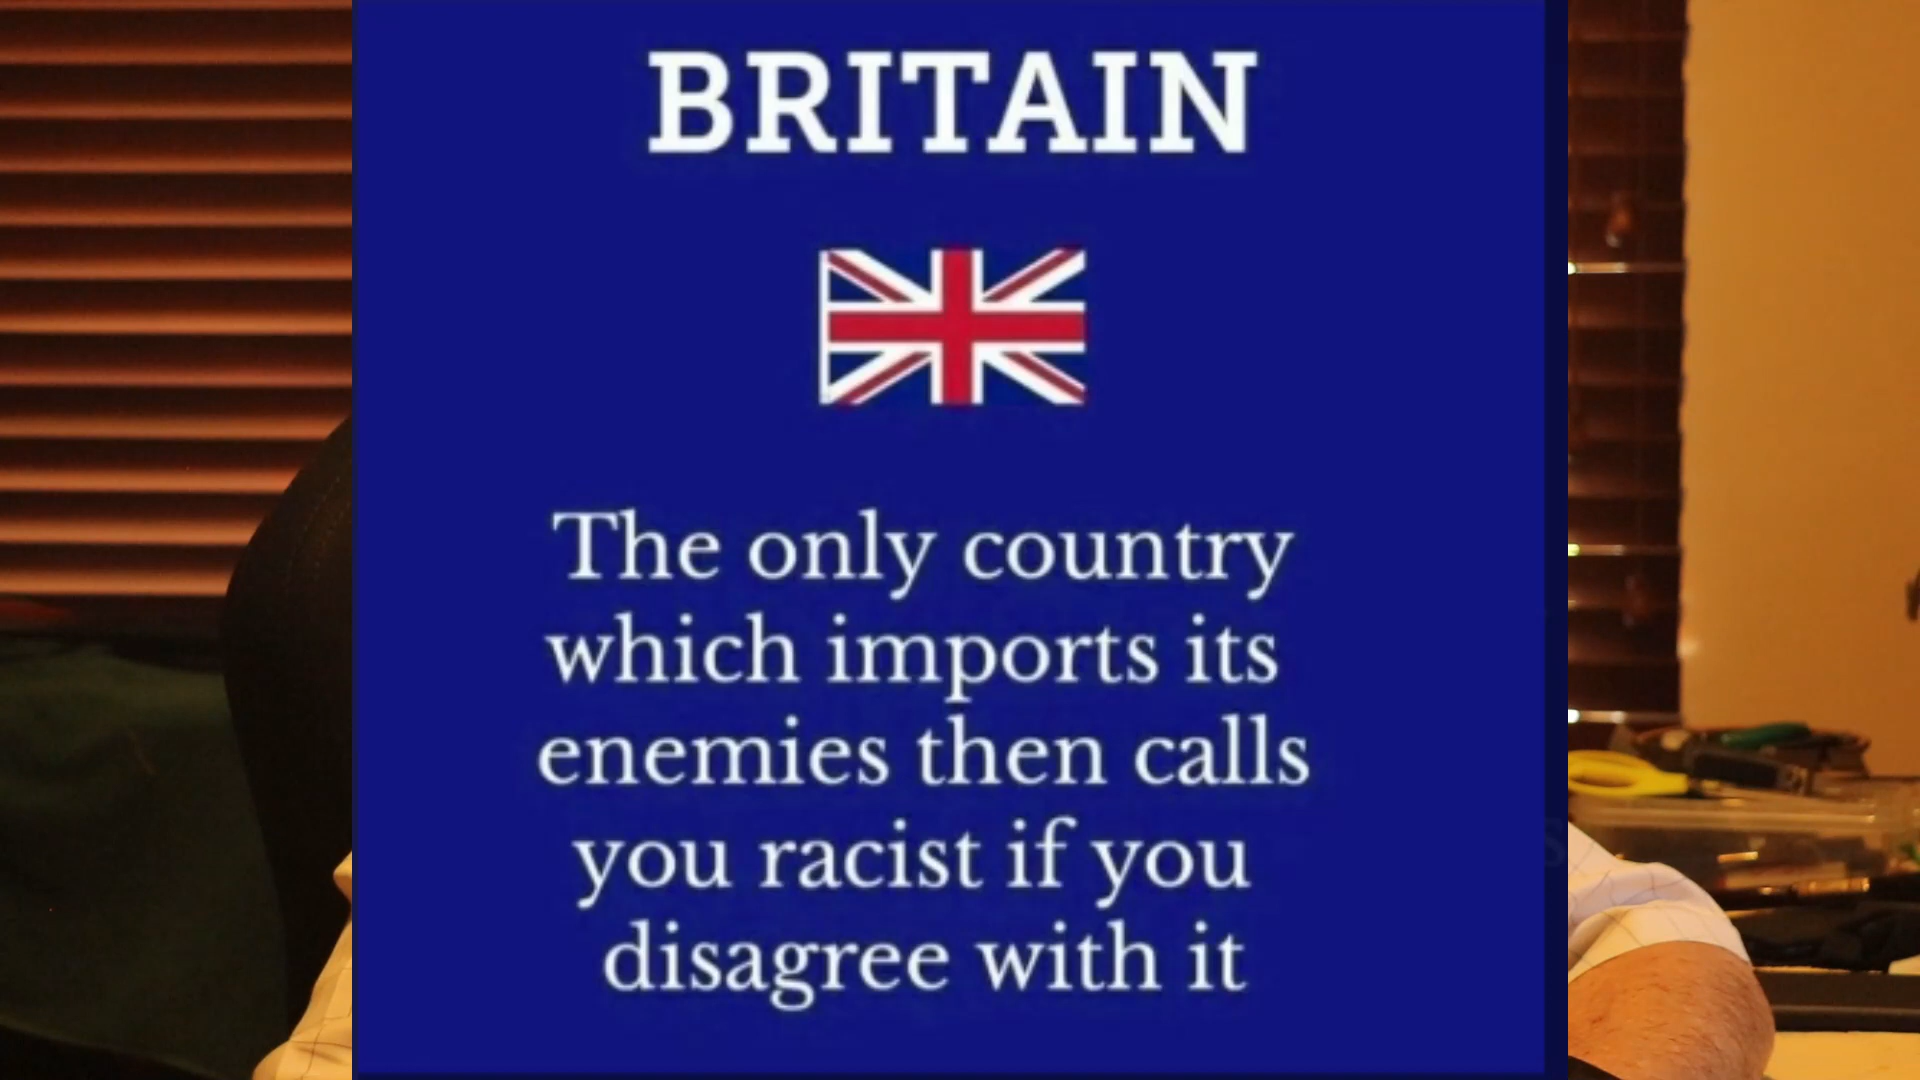 BRITAIN
The only country
which imports its
enemies then calls
you racist if you
disagree with it